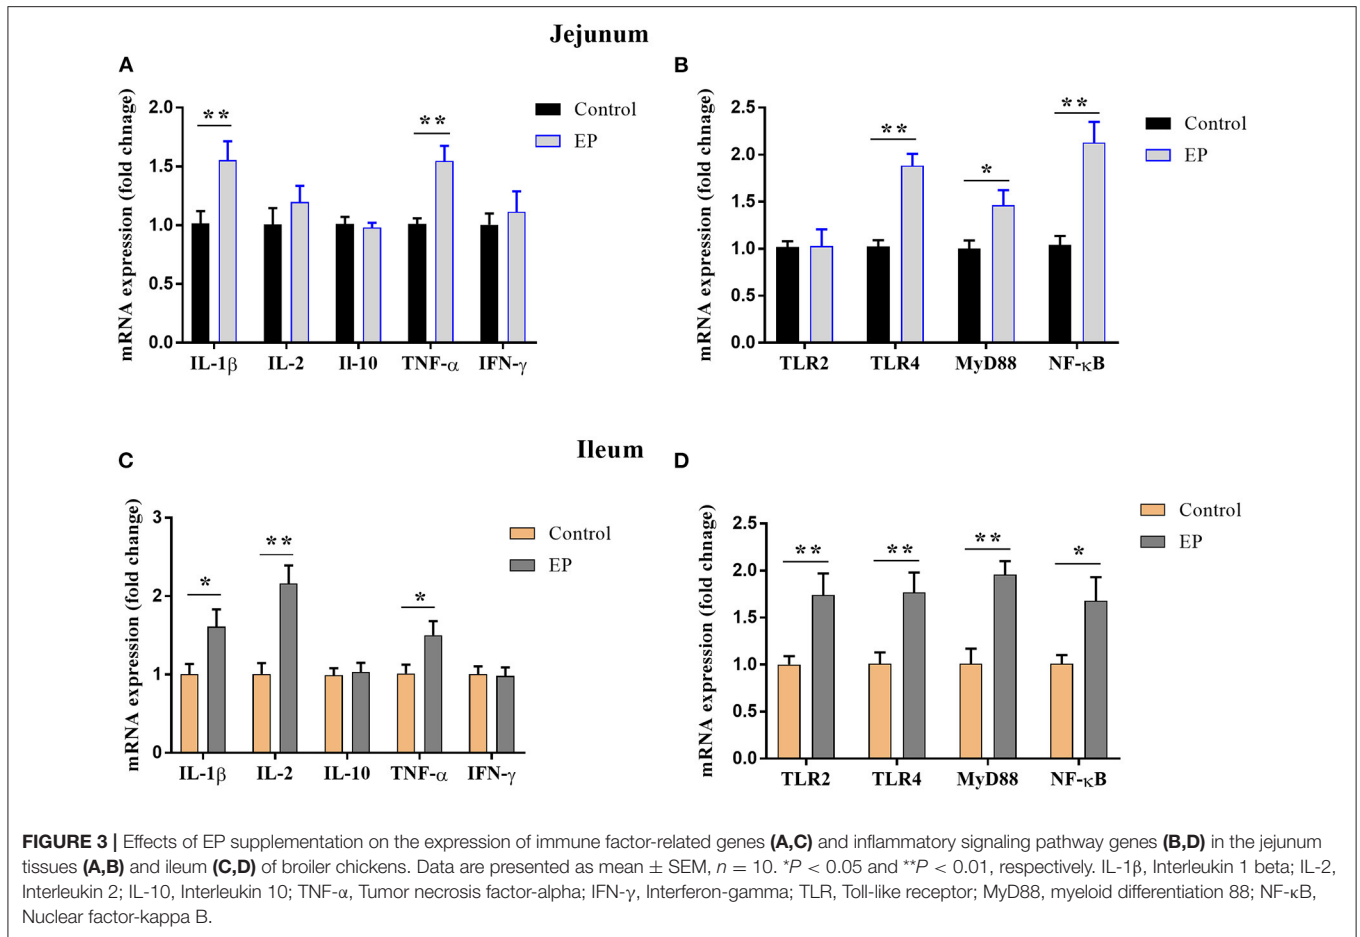 Jejunum
A
mRNA expression (fold chnage)
2.0
1.5
1.0
0.5
0.0
**
**
Control
EP
IL-1β IL-2 Il-10 TNF-α IFN-γ
B
mRNA expression (fold chnage)
2.5
2.0
1.5
1.0
0.5
0.0
**
*
**
Control
EP
TLR2 TLR4 MyD88 NF-κB
Ileum
C
mRNA expression (fold change)
3
2
1
0
*
**
*
Control
EP
IL-1β IL-2 IL-10 TNF-α IFN-γ
D
mRNA expression (fold chnage)
2.5
2.0
1.5
1.0
0.5
0.0
**
**
**
*
Control
EP
TLR2 TLR4 MyD88 NF-κB
FIGURE 3 | Effects of EP supplementation on the expression of immune factor-related genes (A,C) and inflammatory signaling pathway genes (B,D) in the jejunum
tissues (A,B) and ileum (C,D) of broiler chickens. Data are presented as mean ± SEM, n = 10. *P < 0.05 and **P < 0.01, respectively. IL-1β, Interleukin 1 beta; IL-2,
Interleukin 2; IL-10, Interleukin 10; TNF-α, Tumor necrosis factor-alpha; IFN-γ, Interferon-gamma; TLR, Toll-like receptor; MyD88, myeloid differentiation 88; NF-κB,
Nuclear factor-kappa B.